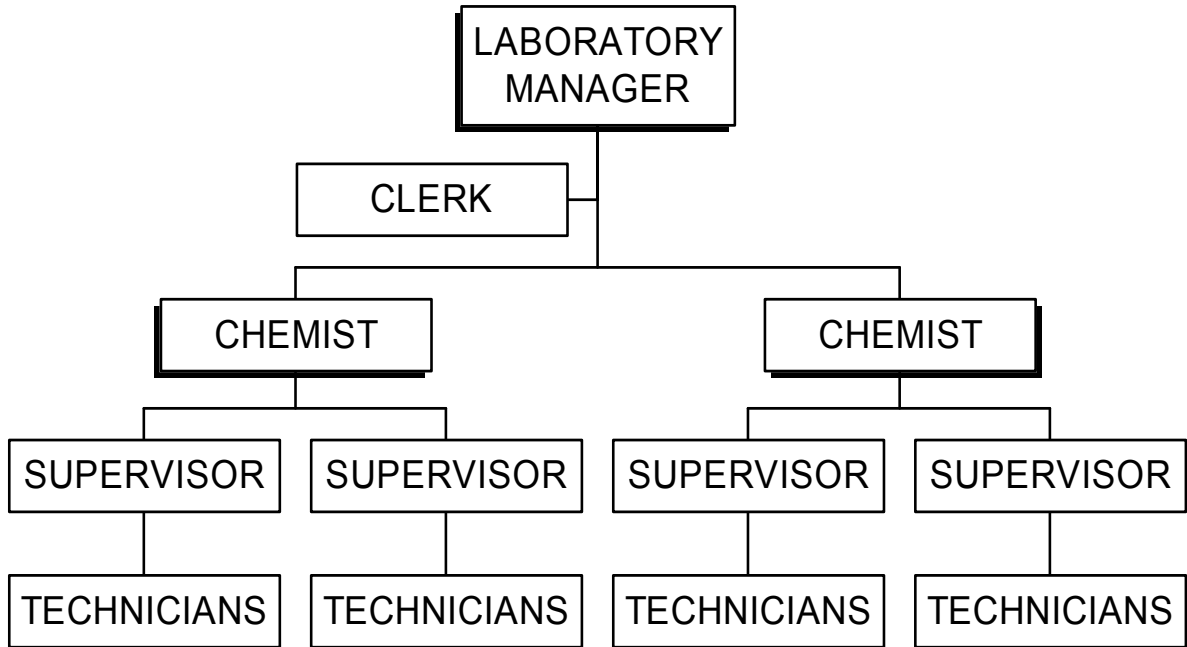 LABORATORY
MANAGER
CLERK
CHEMIST
CHEMIST
SUPERVISOR
SUPERVISOR
SUPERVISOR
SUPERVISOR
TECHNICIANS
TECHNICIANS
TECHNICIANS
TECHNICIANS